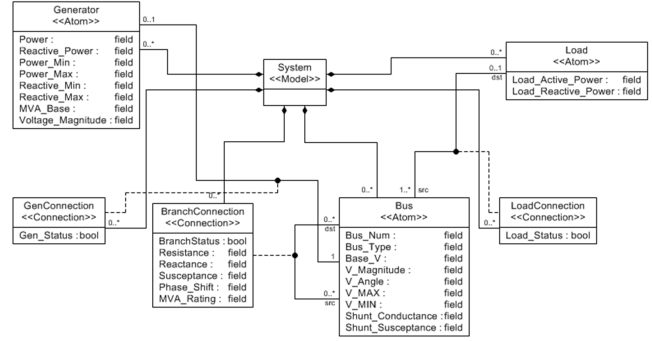 Generator
<<Atom>>
Power : field
Reactive_Power : field
Power_Min : field
Power_Max : field
Reactive_Min : field
Reactive_Max : field
MVA_Base : field
Voltage_Magnitude : field
0..1
0..*
System
<<Model>>
0..*
0..1
dst
Load
<<Atom>>
Load_Active_Power : field
Load_Reactive_Power : field
GenConnection
<<Connection>>
Gen_Status : bool
0..*
0..*
BranchConnection
<<Connection>>
BranchStatus : bool
Resistance : field
Reactance : field
Susceptance : field
Phase_Shift : field
MVA_Rating : field
0..*
1..*
src
0..*
dst
1
0..*
src
Bus
<<Atom>>
Bus_Num : field
Bus_Type : field
Base_V : field
V_Magnitude : field
V_Angle : field
V_MAX : field
V_MIN : field
Shunt_Conductance : field
Shunt_Susceptance : field
0..*
LoadConnection
<<Connection>>
Load_Status : bool